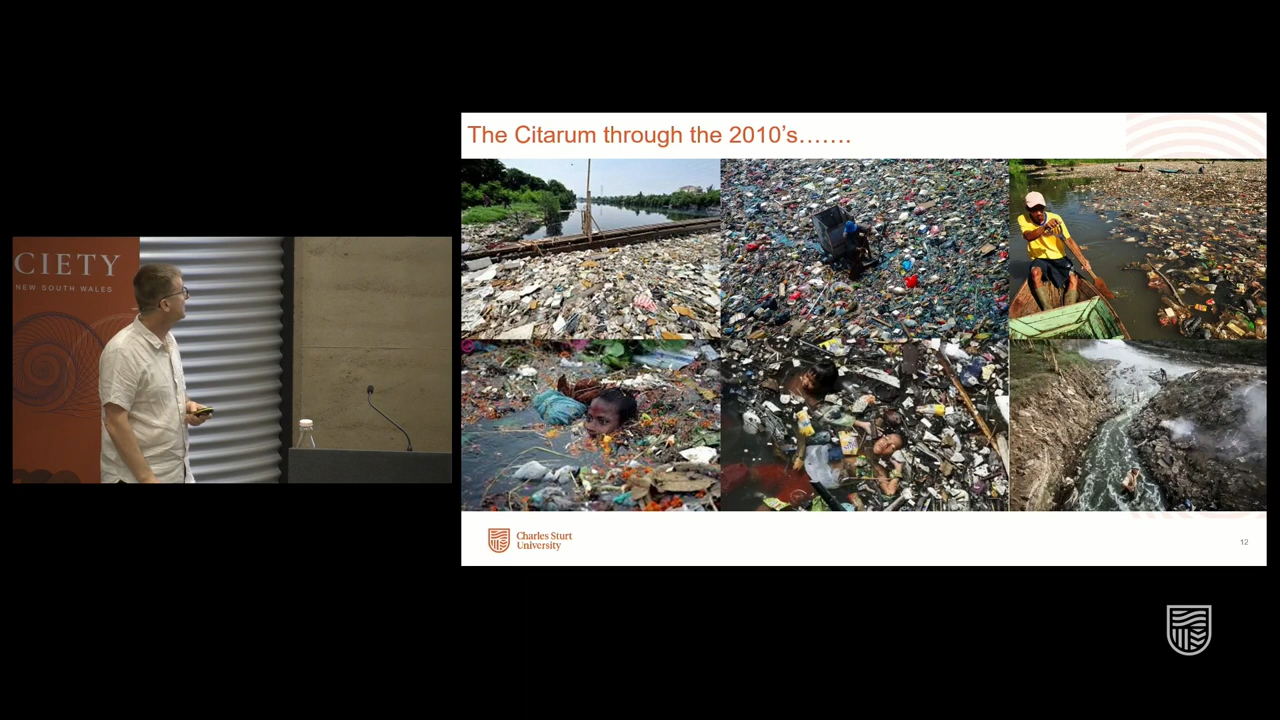 The Citarum through the 2010's…….
CIETY
NEW SOUTH WALES
Charles Sturt
University
12